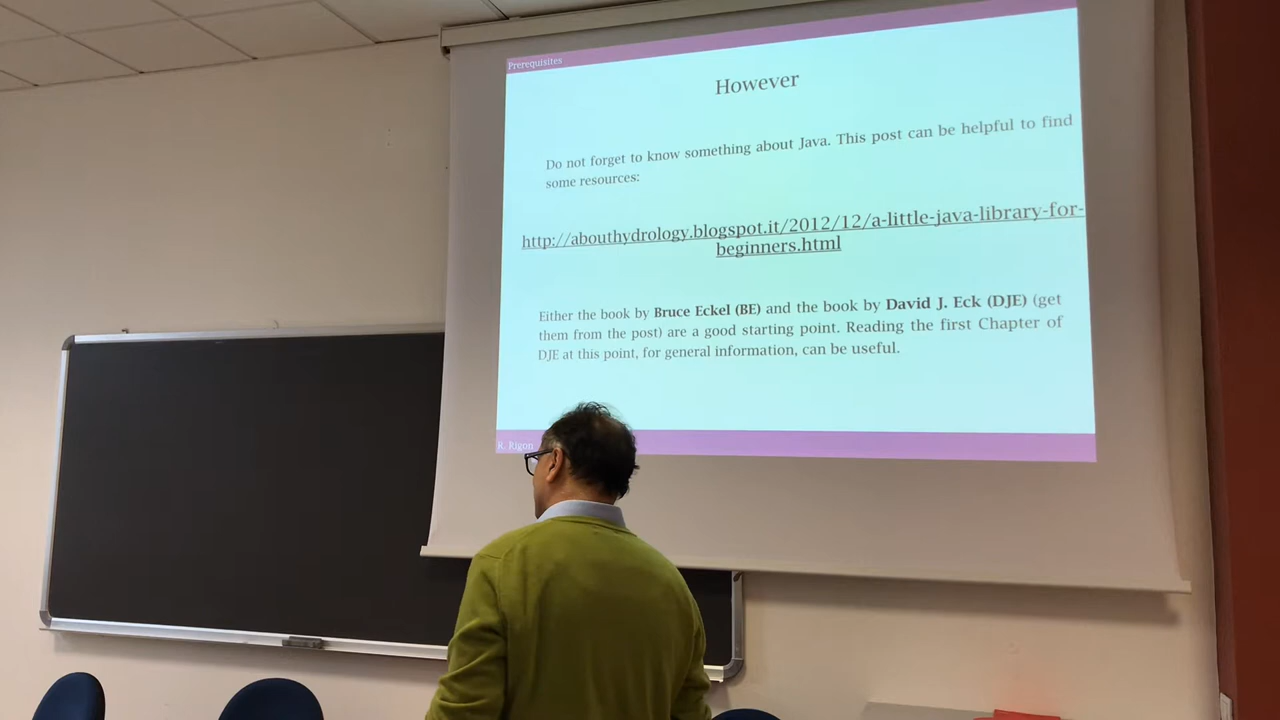 Prerequisites
However
Do not forget to know something about Java. This post can be helpful to find
some resources:
http://abouthydrology.blogspot.it/2012/12/a-little-java-library-for-
beginners.html
Either the book by Bruce Eckel (BE) and the book by David J. Eck (DJE) (get
them from the post) are a good starting point. Reading the first Chapter of
DJE at this point, for general information, can be useful.
R. Rigon